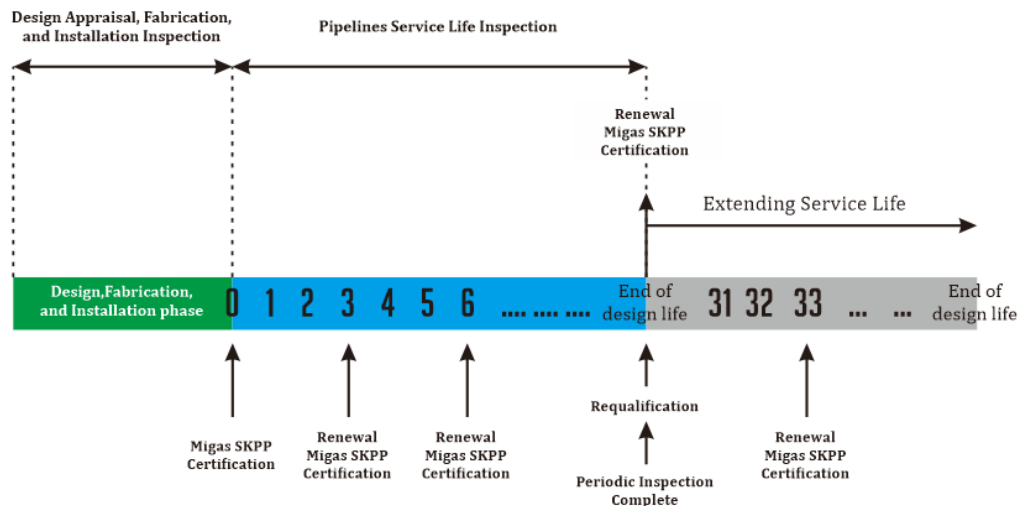 Design Appraisal, Fabrication,
and Installation Inspection
Pipelines Service Life Inspection
Renewal
Migas SKPP
Certification
Extending Service Life
Design,Fabrication,
and Installation phase
0 1 2 3 4 5 6 .... .... ....
End of
design life
31 32 33 ... ...
End of
design life
Migas SKPP
Certification
Renewal
Migas SKPP
Certification
Renewal
Migas SKPP
Certification
Requalification
Periodic Inspection
Complete
Renewal
Migas SKPP
Certification